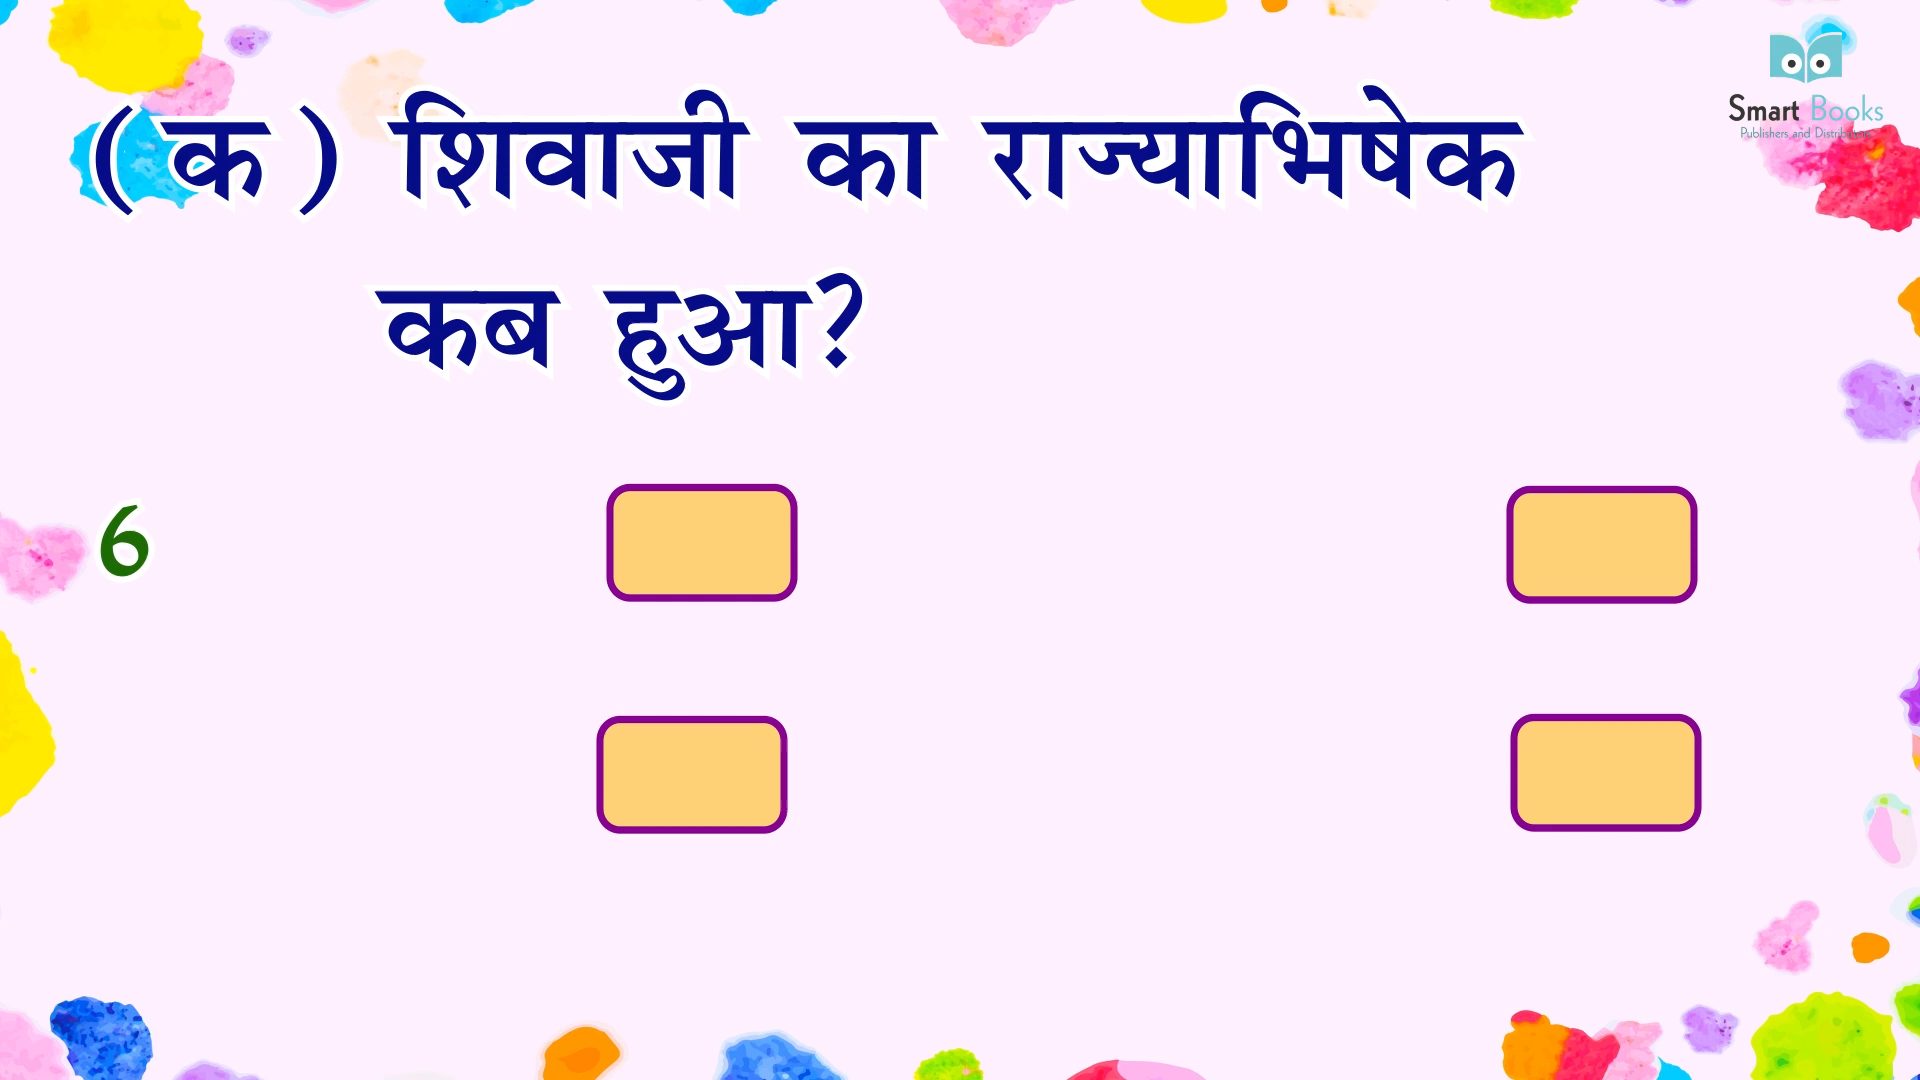 Smart Books
Publishers and Distributors
(क) शिवाजी का राज्याभिषेक
कब हुआ?
6